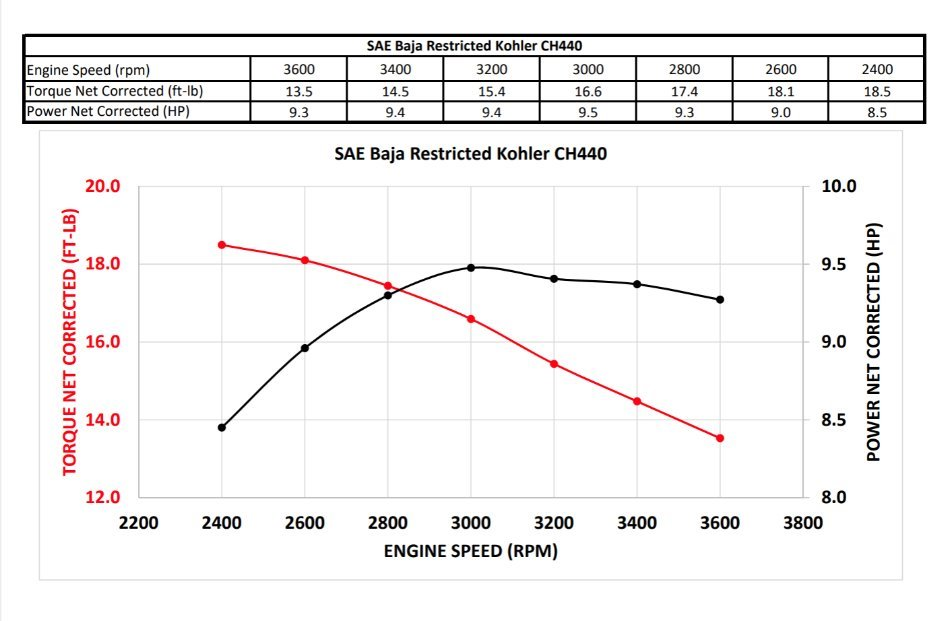 SAE Baja Restricted Kohler CH440
Engine Speed (rpm) 3600 3400 3200 3000 2800 2600 2400
Torque Net Corrected (ft-lb) 13.5 14.5 15.4 16.6 17.4 18.1 18.5
Power Net Corrected (HP) 9.3 9.4 9.4 9.5 9.3 9.0 8.5
SAE Baja Restricted Kohler CH440
TORQUE NET CORRECTED (FT-LB)
20.0
18.0
16.0
14.0
12.0
10.0
9.5
9.0
8.5
8.0
POWER NET CORRECTED (HP)
2200 2400 2600 2800 3000 3200 3400 3600 3800
ENGINE SPEED (RPM)